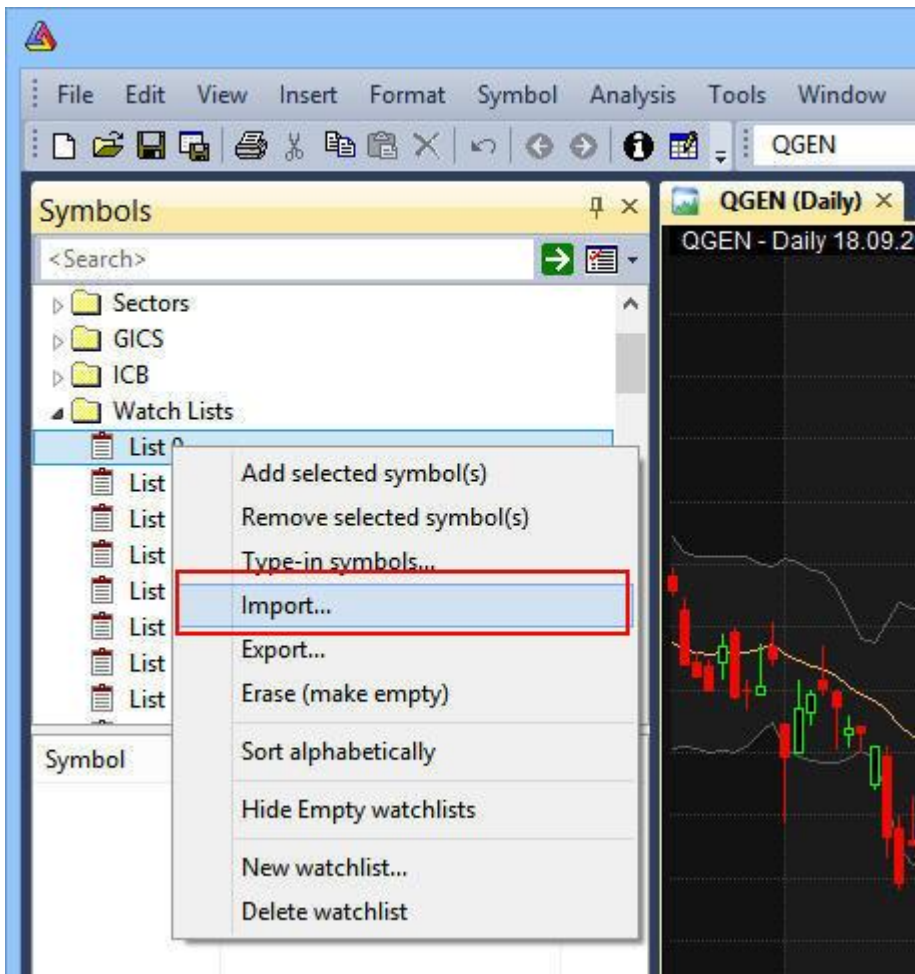 File Edit View Insert Format Symbol Analysis Tools Window
QGEN
Symbols
QGEN (Daily)
<Search>
QGEN - Daily 18.09.2
Sectors
GICS
ICB
Watch Lists
List
List
List
List
List
List
List
List
Add selected symbol(s)
Remove selected symbol(s)
Type-in symbols...
Import...
Export...
Erase (make empty)
Sort alphabetically
Hide Empty watchlists
New watchlist...
Delete watchlist
Symbol